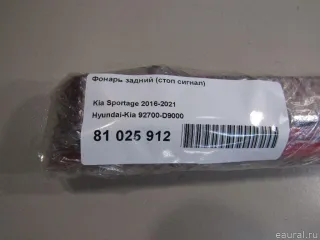 Фонарь задний (стоп сигнал)
Kia Sportage 2016-2021
Hyundai-Kia 92700-D9000
81 025 912
eaural.ru